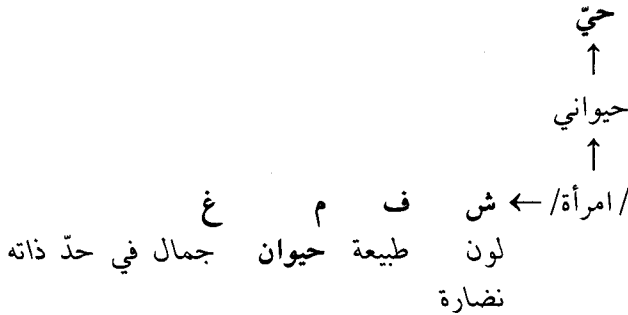 حيّ
↑
حيواني
↑
/امرأة/ ← ش ف م غ
لون طبيعة حيوان جمال في حدّ ذاته
نضارة